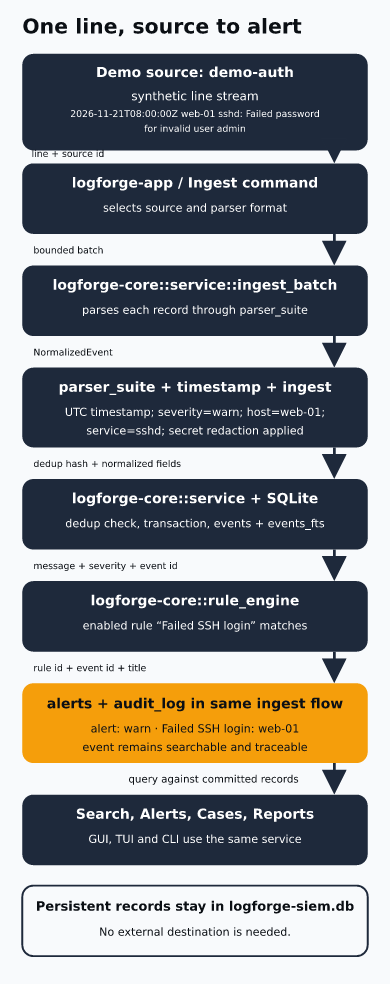 One line, source to alert
Demo source: demo-auth
synthetic line stream
2026-11-21T08:00:00Z web-01 sshd: Failed password
for invalid user admin
line + source id
logforge-app / Ingest command
selects source and parser format
bounded batch
logforge-core::service::ingest_batch
parses each record through parser_suite
NormalizedEvent
parser_suite + timestamp + ingest
UTC timestamp; severity=warn; host=web-01;
service=sshd; secret redaction applied
dedup hash + normalized fields
logforge-core::service + SQLite
dedup check, transaction, events + events_fts
message + severity + event id
logforge-core::rule_engine
enabled rule “Failed SSH login” matches
rule id + event id + title
alerts + audit_log in same ingest flow
alert: warn · Failed SSH login: web-01
event remains searchable and traceable
query against committed records
Search, Alerts, Cases, Reports
GUI, TUI and CLI use the same service
Persistent records stay in logforge-siem.db
No external destination is needed.